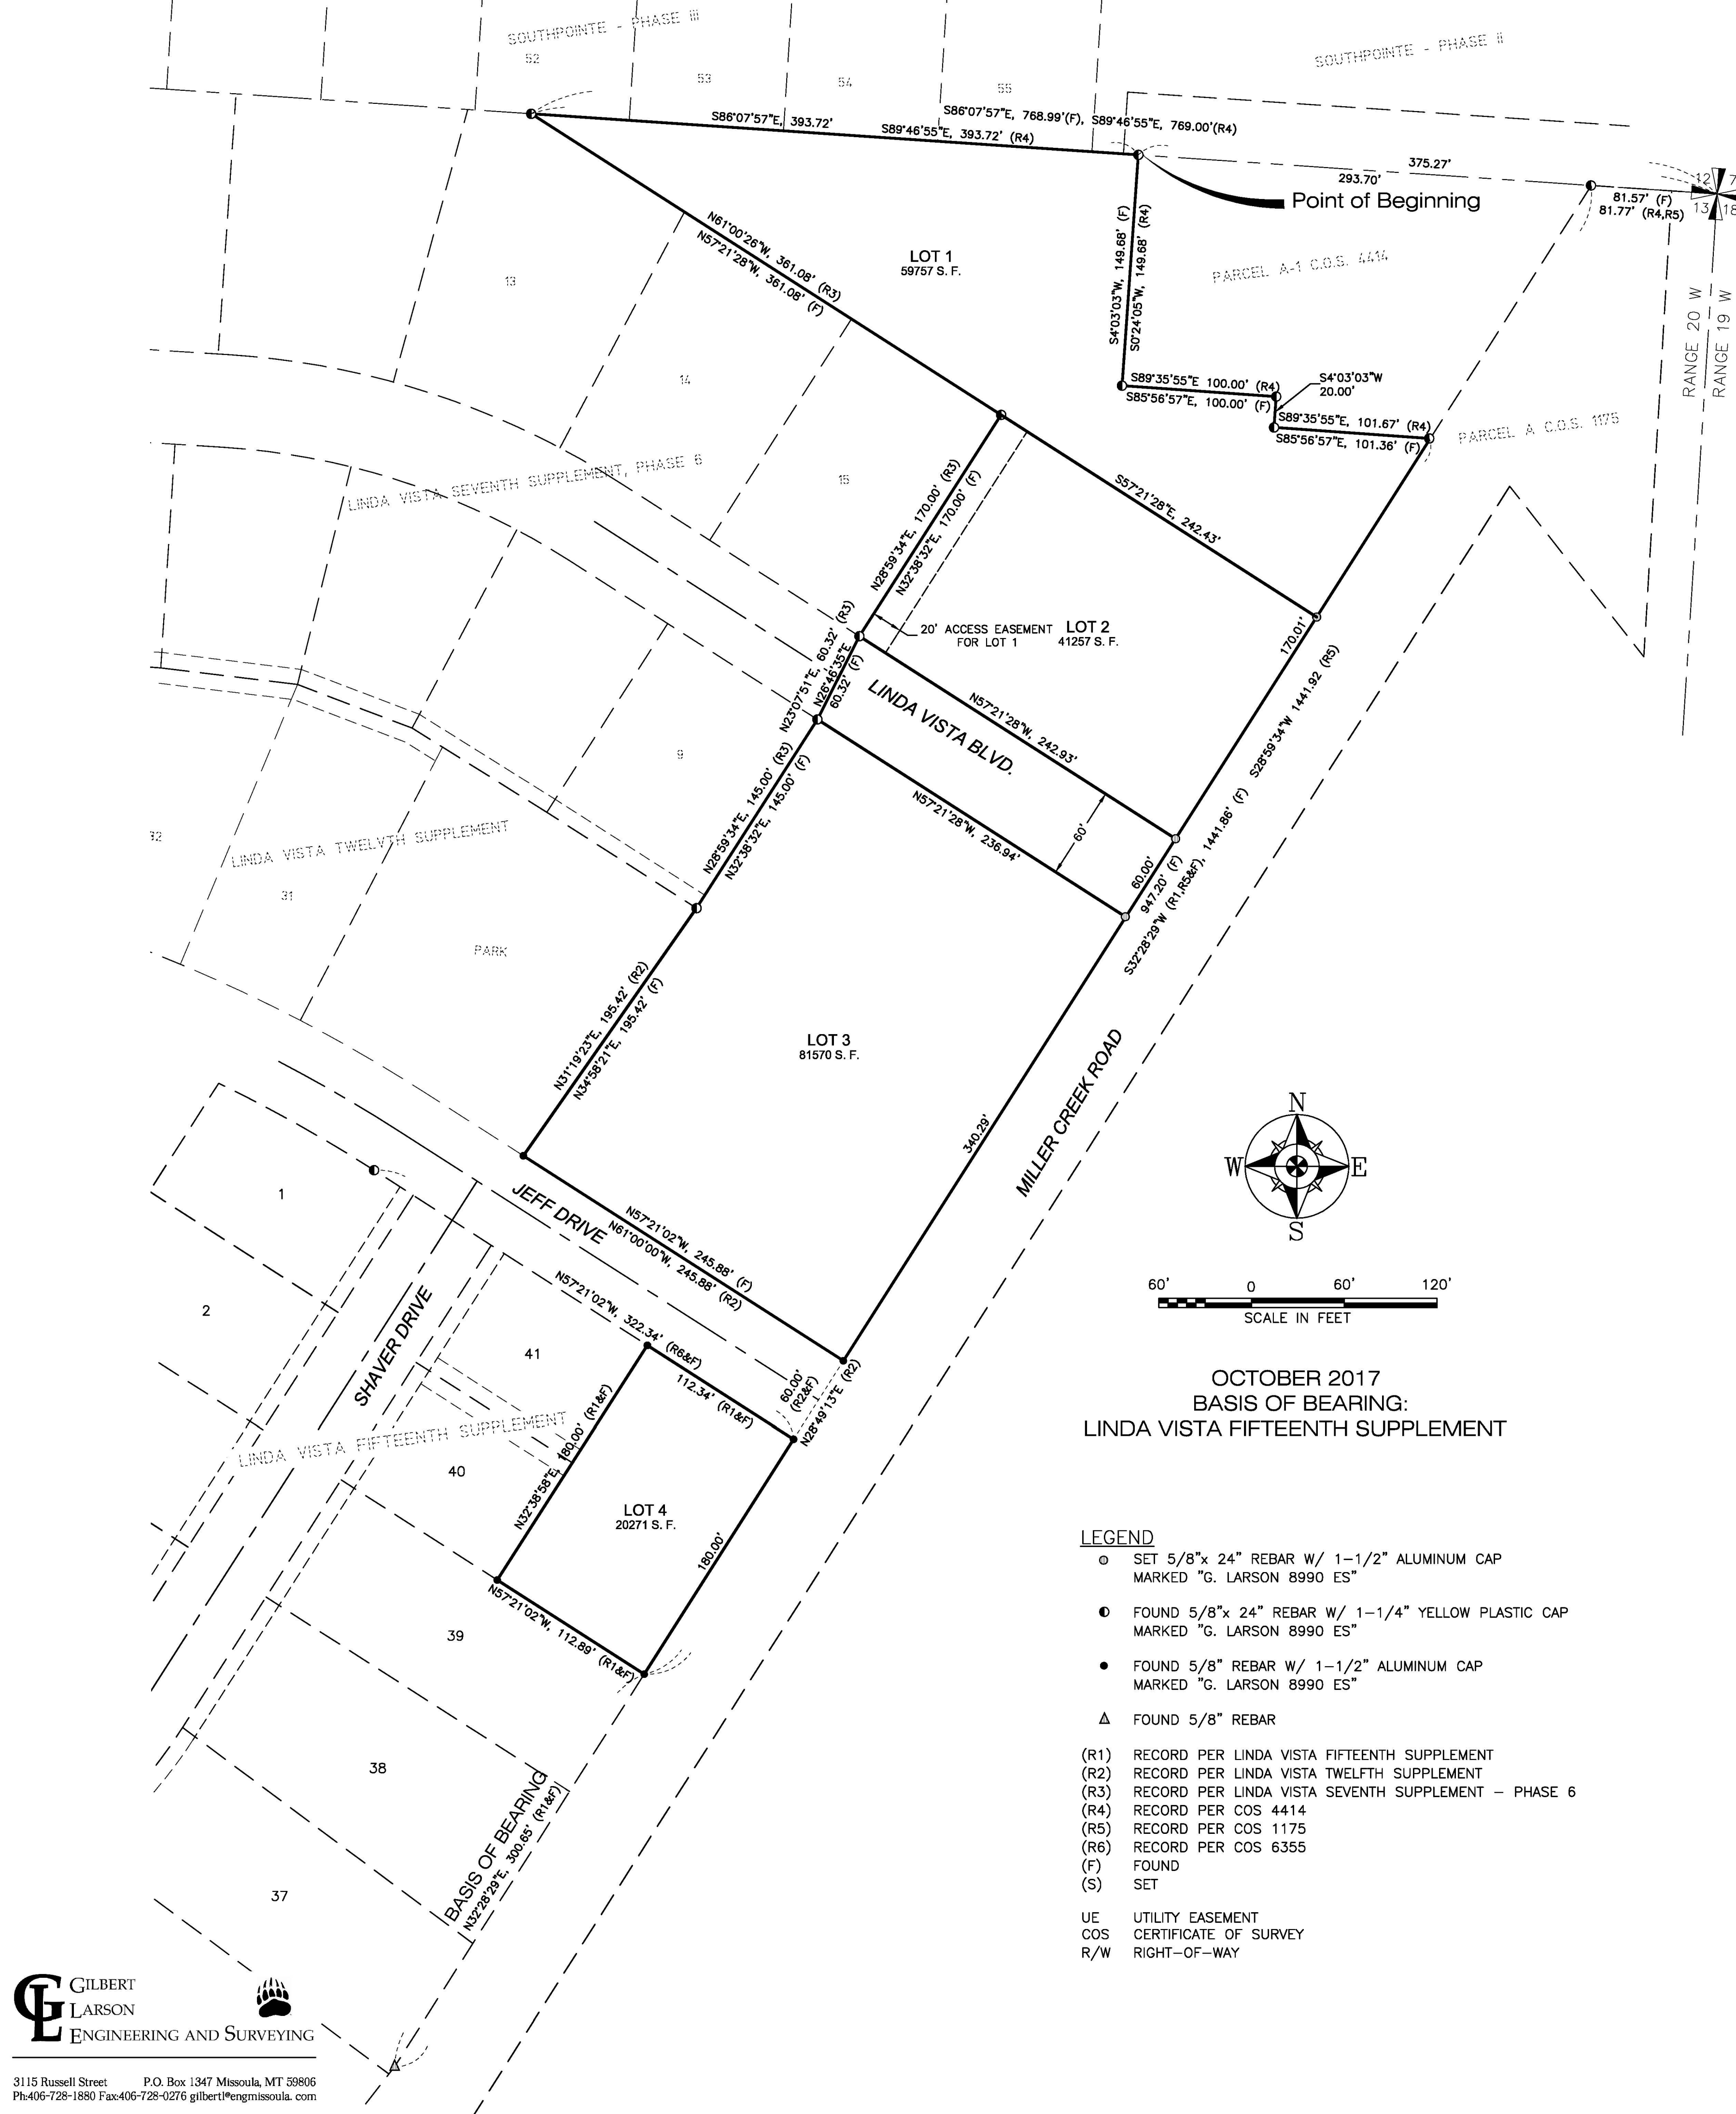 SOUTHPOINTE - PHASE III
52
53
54
55
SOUTHPOINTE - PHASE II
S86°07'57"E, 393.72'
S86°07'57"E, 768.99'(F), S89°46'55"E, 769.00'(R4)
S89°46'55"E, 393.72' (R4)
375.27'
293.70'
Point of Beginning
81.57' (F)
81.77' (R4,R5)
12
7
13
18
RANGE 20 W
RANGE 19 W
N61°00'26"W, 361.08' (R3)
N57°21'28"W, 361.08' (F)
LOT 1
59757 S. F.
S4°03'03"W, 149.68' (F)
S0°24'05"W, 149.68' (R4)
PARCEL A-1 C.O.S. 4414
13
14
15
S89°35'55"E 100.00' (R4)
S85°56'57"E, 100.00' (F)
S4°03'03"W
20.00'
S89°35'55"E, 101.67' (R4)
S85°56'57"E, 101.36' (F)
PARCEL A C.O.S. 1175
LINDA VISTA SEVENTH SUPPLEMENT, PHASE 6
N28°59'34"E, 170.00' (R3)
N32°38'32"E, 170.00' (F)
S57°21'28"E, 242.43'
20' ACCESS EASEMENT
FOR LOT 1
LOT 2
41257 S. F.
170.01'
N23°07'51"E, 60.32' (R3)
N26°46'35"E
60.32' (F)
LINDA VISTA BLVD.
N57°21'28"W, 242.93'
S28°59'34"W 1441.92 (R5)
9
N28°59'34"E, 145.00' (R3)
N32°38'32"E, 145.00' (F)
N57°21'28"W, 236.94'
60'
60.00'
947.20' (F)
S32°28'29"W (R1,R5&F), 1441.86' (F)
32
LINDA VISTA TWELVTH SUPPLEMENT
31
PARK
N31°19'23"E, 195.42' (R2)
N34°58'21"E, 195.42' (F)
LOT 3
81570 S. F.
340.29'
MILLER CREEK ROAD
N
W
E
S
1
JEFF DRIVE
N57°21'02"W, 245.88' (F)
N61°00'00"W, 245.88' (R2)
2
SHAVER DRIVE
N57°21'02"W, 322.34' (R6&F)
112.34' (R1&F)
60.00'
(R2&F)
N28°49'13"E (R2)
41
60'
0
60'
120'
SCALE IN FEET
OCTOBER 2017
BASIS OF BEARING:
LINDA VISTA FIFTEENTH SUPPLEMENT
LINDA VISTA FIFTEENTH SUPPLEMENT
40
N32°38'58"E, 180.00' (R1&F)
LOT 4
20271 S. F.
180.00'
N57°21'02"W, 112.89' (R1&F)
39
38
37
BASIS OF BEARING
N32°28'29"E, 300.65' (R1&F)
LEGEND
SET 5/8"x 24" REBAR W/ 1-1/2" ALUMINUM CAP
MARKED "G. LARSON 8990 ES"
FOUND 5/8"x 24" REBAR W/ 1-1/4" YELLOW PLASTIC CAP
MARKED "G. LARSON 8990 ES"
FOUND 5/8" REBAR W/ 1-1/2" ALUMINUM CAP
MARKED "G. LARSON 8990 ES"
FOUND 5/8" REBAR
(R1) RECORD PER LINDA VISTA FIFTEENTH SUPPLEMENT
(R2) RECORD PER LINDA VISTA TWELFTH SUPPLEMENT
(R3) RECORD PER LINDA VISTA SEVENTH SUPPLEMENT - PHASE 6
(R4) RECORD PER COS 4414
(R5) RECORD PER COS 1175
(R6) RECORD PER COS 6355
(F) FOUND
(S) SET
UE UTILITY EASEMENT
COS CERTIFICATE OF SURVEY
R/W RIGHT-OF-WAY
GL
GILBERT
LARSON
ENGINEERING AND SURVEYING
3115 Russell Street P.O. Box 1347 Missoula, MT 59806
Ph:406-728-1880 Fax:406-728-0276 gilbertl@engmissoula. com